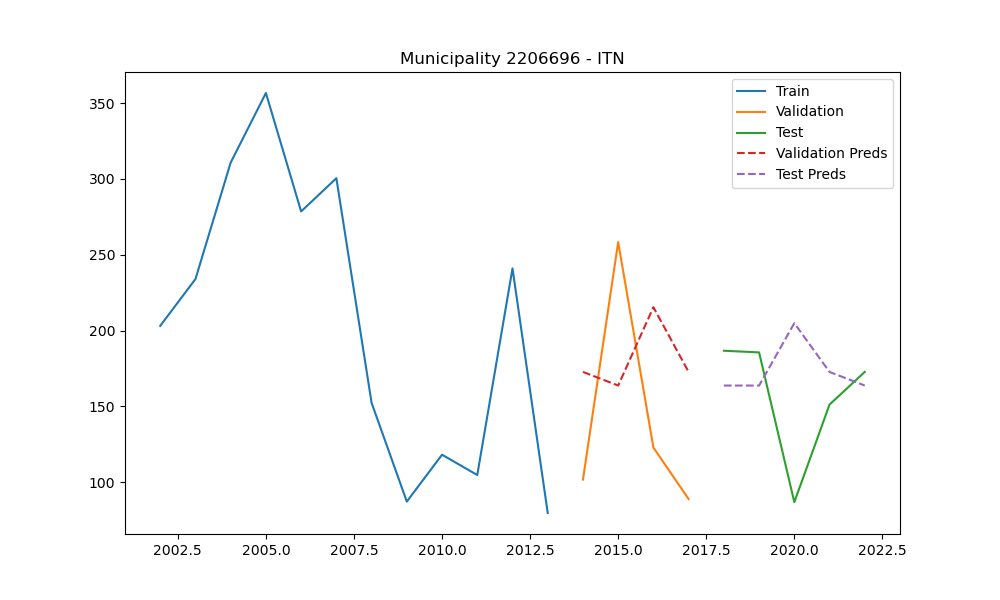 Municipality 2206696 - ITN
Train
Validation
Test
Validation Preds
Test Preds
350
300
250
200
150
100
2002.5 2005.0 2007.5 2010.0 2012.5 2015.0 2017.5 2020.0 2022.5